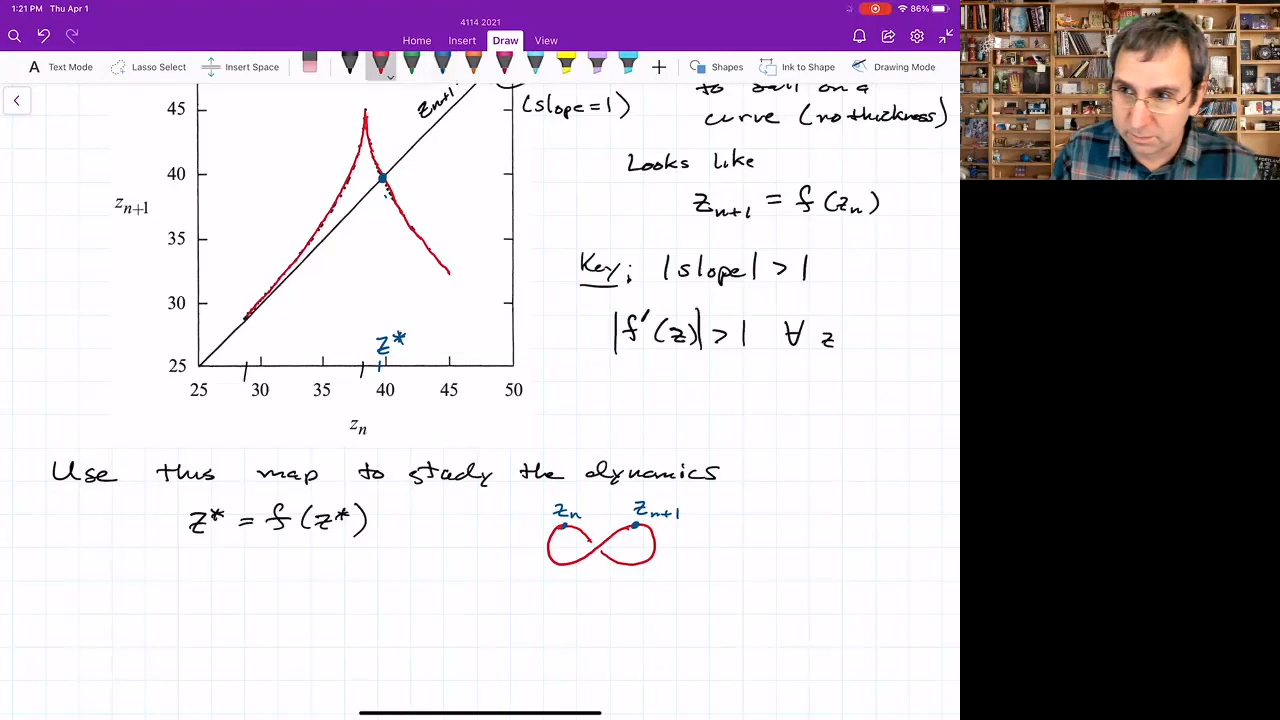 1:21 PM Thu Apr 1
86%
4114 2021
Home Insert Draw View
Text Mode Lasso Select Insert Space Shapes Ink to Shape Drawing Mode
zn+1
(slope=1)
on a
curve (no thickness)
Looks like
zn+1 = f(zn)
Key: |slope| > 1
|f'(z)| > 1 ∀ z
45
40
35
30
25
zn+1
z*
25 30 35 40 45 50
zn
Use this map to study the dynamics
z* = f(z*)
zn zn+1